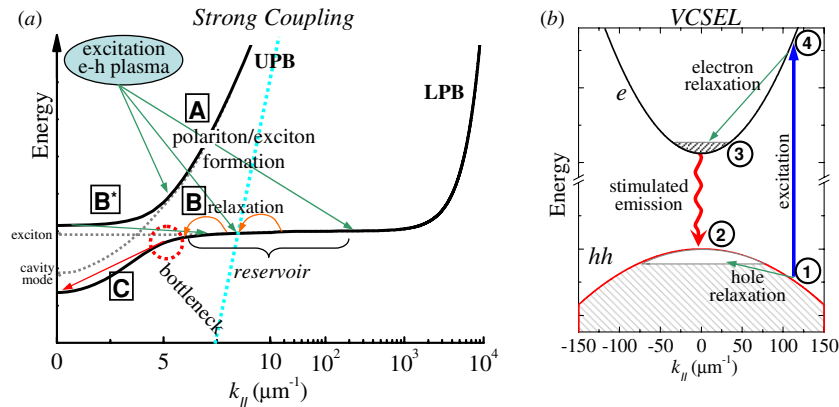 (a)
Strong Coupling
excitation
e-h plasma
UPB
LPB
A
polariton/exciton
formation
B*
B
relaxation
exciton
cavity
mode
reservoir
C
bottleneck
Energy
0
5
10
10²
10³
10⁴
k// (µm⁻¹)
(b)
VCSEL
4
electron
relaxation
e
3
stimulated
emission
excitation
2
hh
1
hole
relaxation
Energy
-150 -100 -50 0 50 100 150
k// (µm⁻¹)